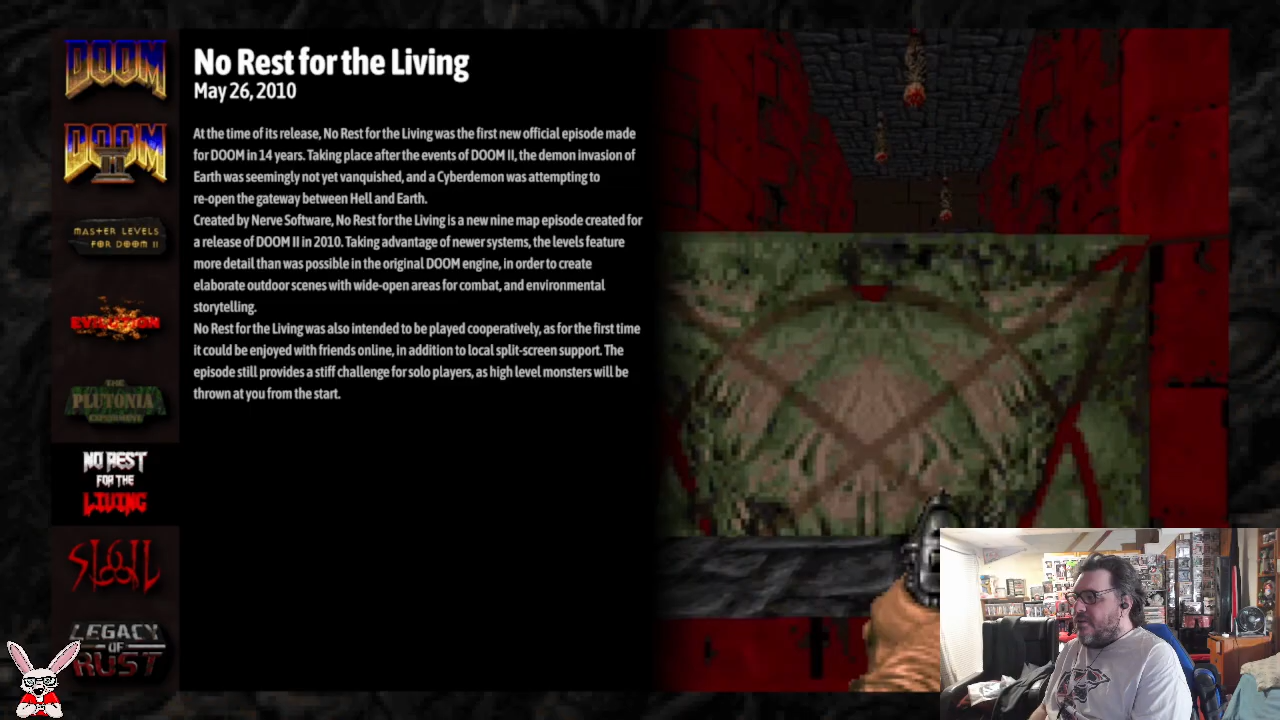 DOOM
DOOM
II
MASTER LEVELS
FOR DOOM II
EVILUTION
THE
PLUTONIA
EXPERIMENT
NO REST
FOR THE
LIVING
SIGIL
LEGACY
OF
RUST
No Rest for the Living
May 26, 2010
At the time of its release, No Rest for the Living was the first new official episode made
for DOOM in 14 years. Taking place after the events of DOOM II, the demon invasion of
Earth was seemingly not yet vanquished, and a Cyberdemon was attempting to
re-open the gateway between Hell and Earth.
Created by Nerve Software, No Rest for the Living is a new nine map episode created for
a release of DOOM II in 2010. Taking advantage of newer systems, the levels feature
more detail than was possible in the original DOOM engine, in order to create
elaborate outdoor scenes with wide-open areas for combat, and environmental
storytelling.
No Rest for the Living was also intended to be played cooperatively, as for the first time
it could be enjoyed with friends online, in addition to local split-screen support. The
episode still provides a stiff challenge for solo players, as high level monsters will be
thrown at you from the start.